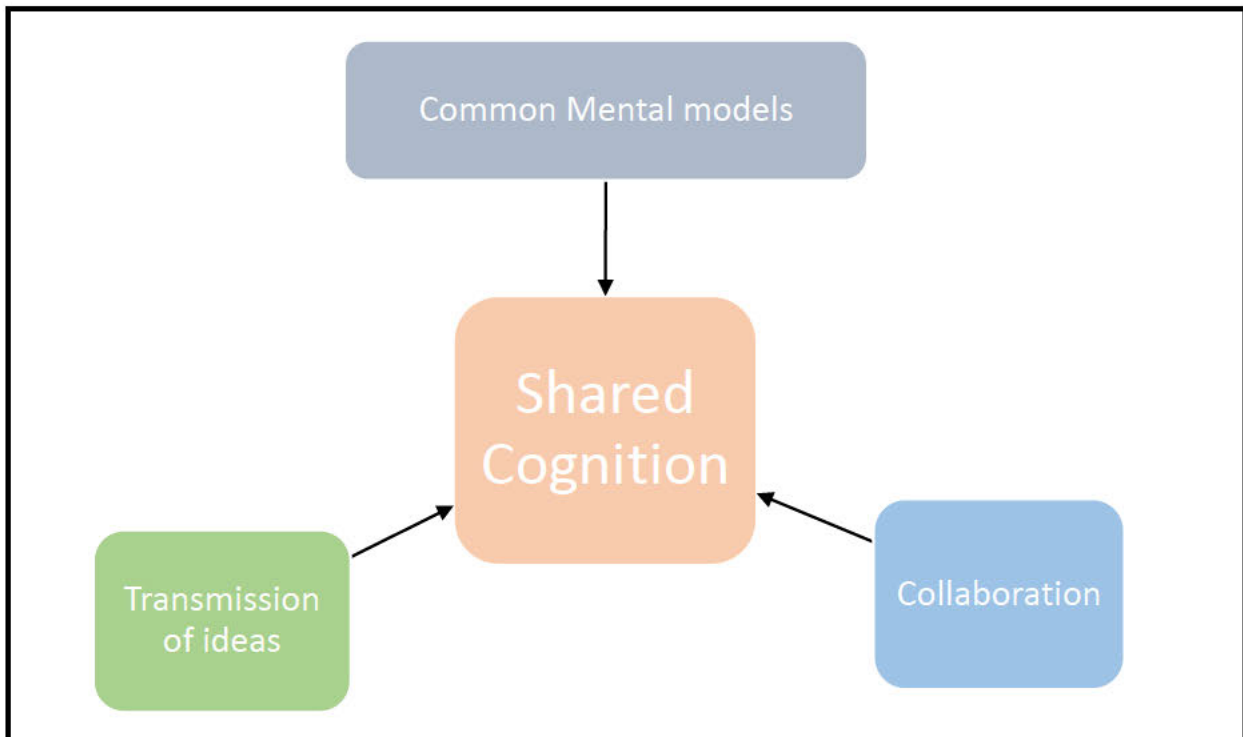 Common Mental models
Shared
Cognition
Transmission
of ideas
Collaboration